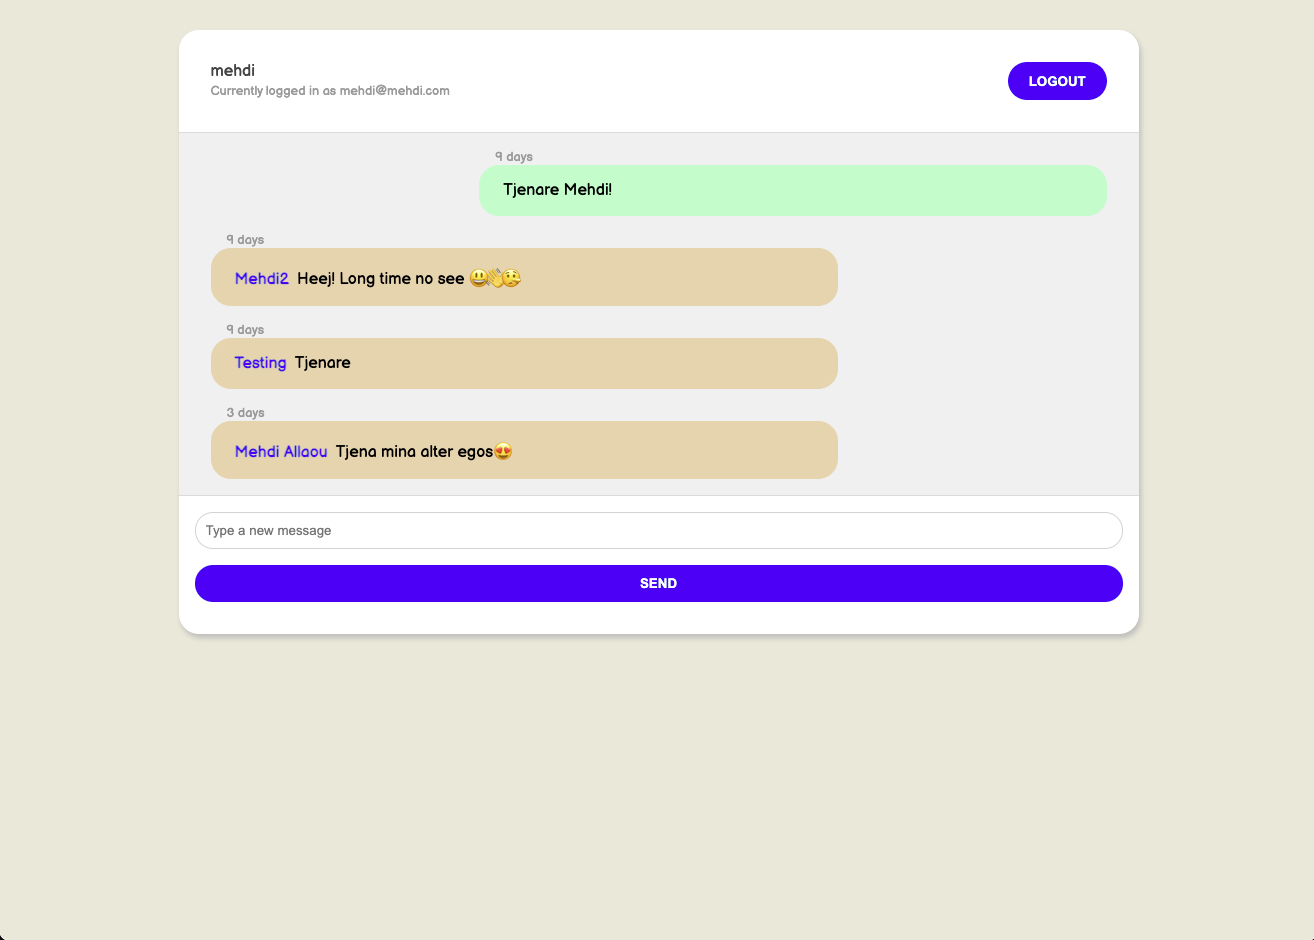 mehdi
Currently logged in as mehdi@mehdi.com
LOGOUT
9 days
Tjenare Mehdi!
9 days
Mehdi2 Heej! Long time no see 😃👋🤨
9 days
Testing Tjenare
3 days
Mehdi Allaou Tjena mina alter egos😍
Type a new message
SEND